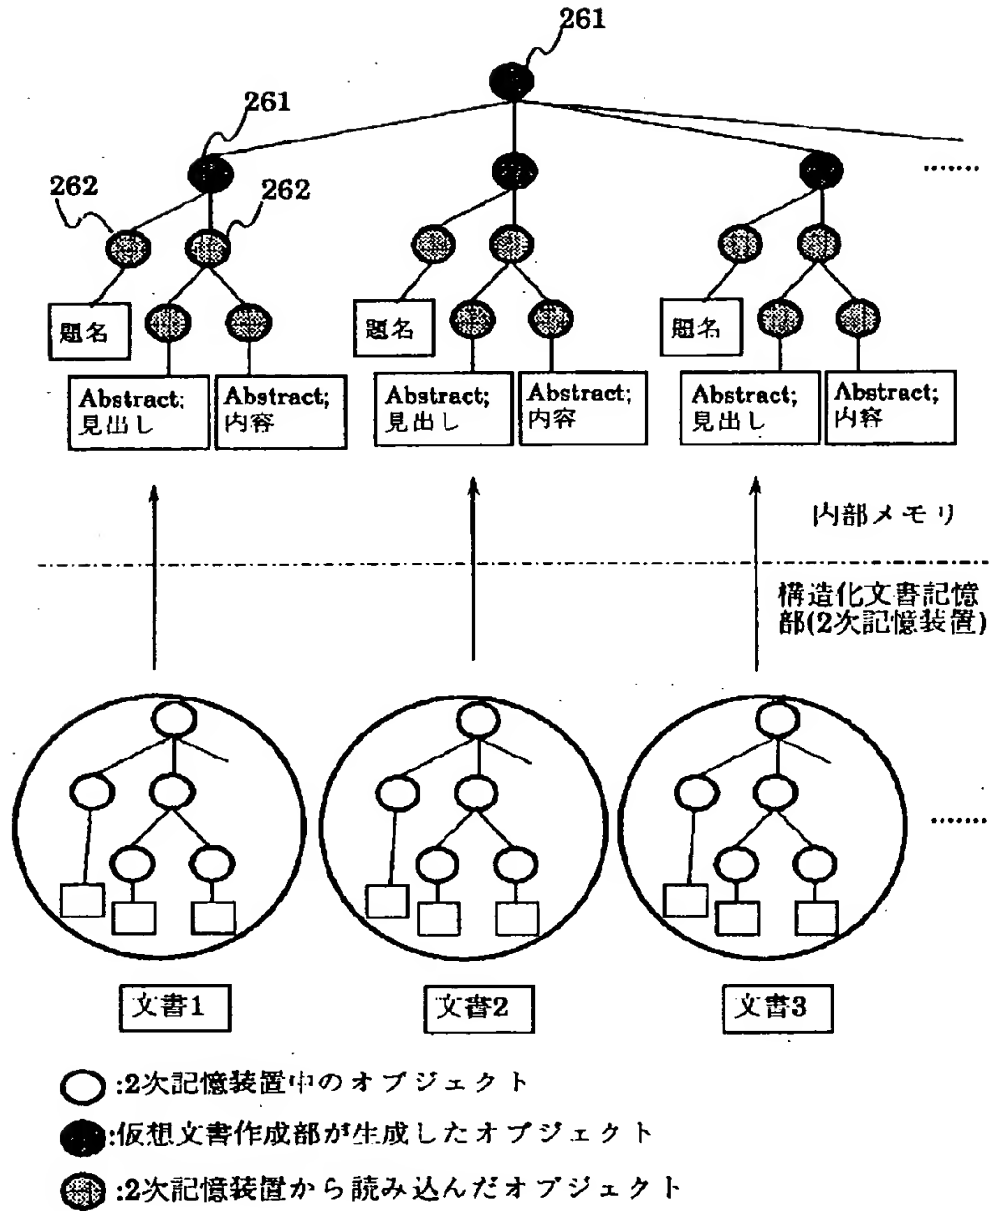 261
261
262
262
.......
題名
題名
題名
Abstract;
見出し
Abstract;
内容
Abstract;
見出し
Abstract;
内容
Abstract;
見出し
Abstract;
内容
内部メモリ
構造化文書記憶
部(2次記憶装置)
.......
文書1
文書2
文書3
:2次記憶装置中のオブジェクト
:仮想文書作成部が生成したオブジェクト
:2次記憶装置から読み込んだオブジェクト